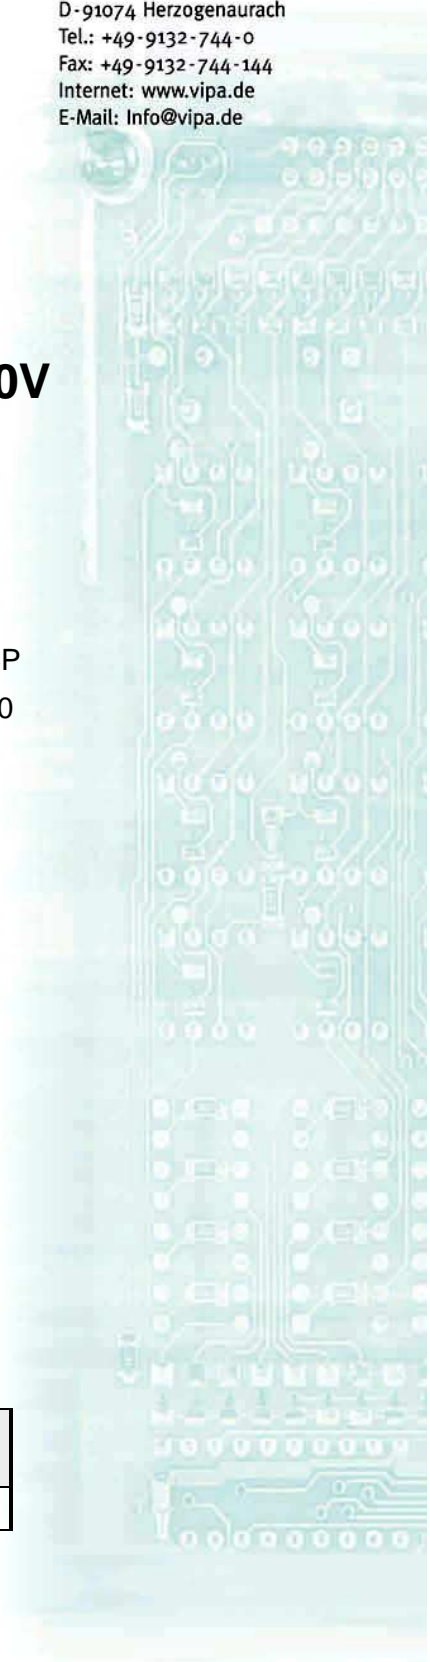 D-91074 Herzogenaurach
Tel.: +49-9132-744-0
Fax: +49-9132-744-144
Internet: www.vipa.de
E-Mail: Info@vipa.de
0V
P
0